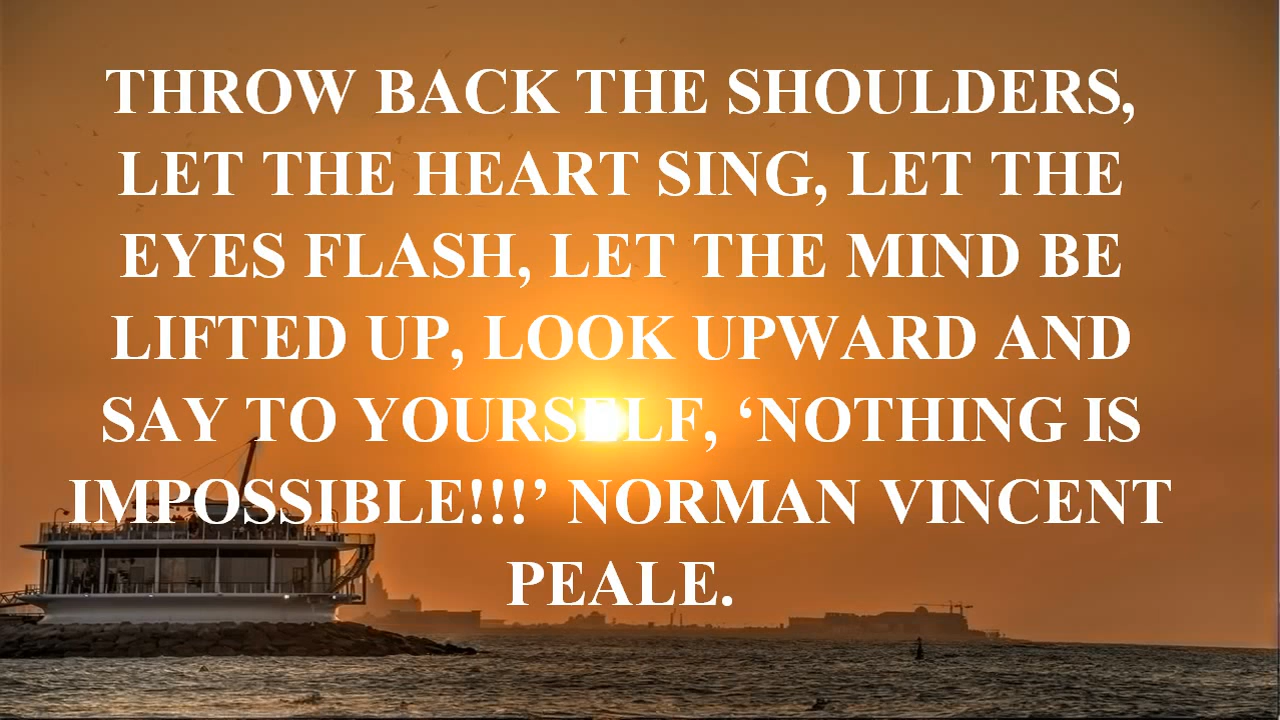 THROW BACK THE SHOULDERS,
LET THE HEART SING, LET THE
EYES FLASH, LET THE MIND BE
LIFTED UP, LOOK UPWARD AND
SAY TO YOURSELF, ‘NOTHING IS
IMPOSSIBLE!!!’ NORMAN VINCENT
PEALE.